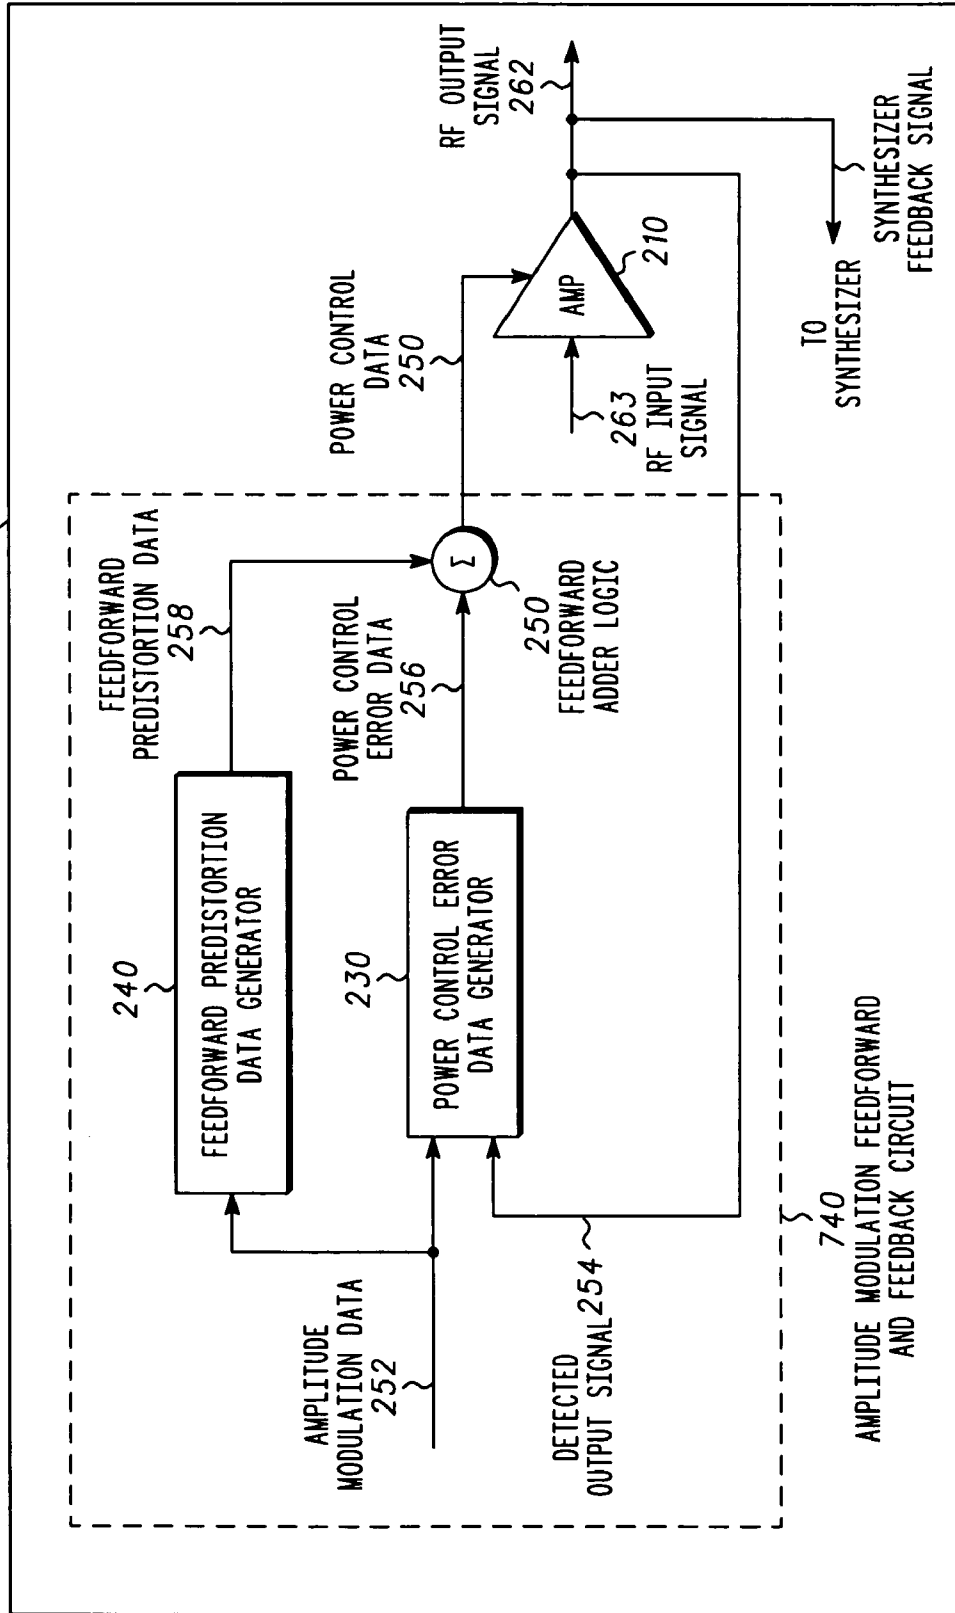 FEEDFORWARD
PREDISTORTION DATA
258
240
FEEDFORWARD PREDISTORTION
DATA GENERATOR
POWER CONTROL
DATA
250
RF OUTPUT
SIGNAL
262
AMPLITUDE
MODULATION DATA
252
230
POWER CONTROL ERROR
DATA GENERATOR
POWER CONTROL
ERROR DATA
256
Σ
250
FEEDFORWARD
ADDER LOGIC
AMP
210
263
RF INPUT
SIGNAL
DETECTED
OUTPUT SIGNAL
254
TO
SYNTHESIZER
SYNTHESIZER
FEEDBACK SIGNAL
740
AMPLITUDE MODULATION FEEDFORWARD
AND FEEDBACK CIRCUIT